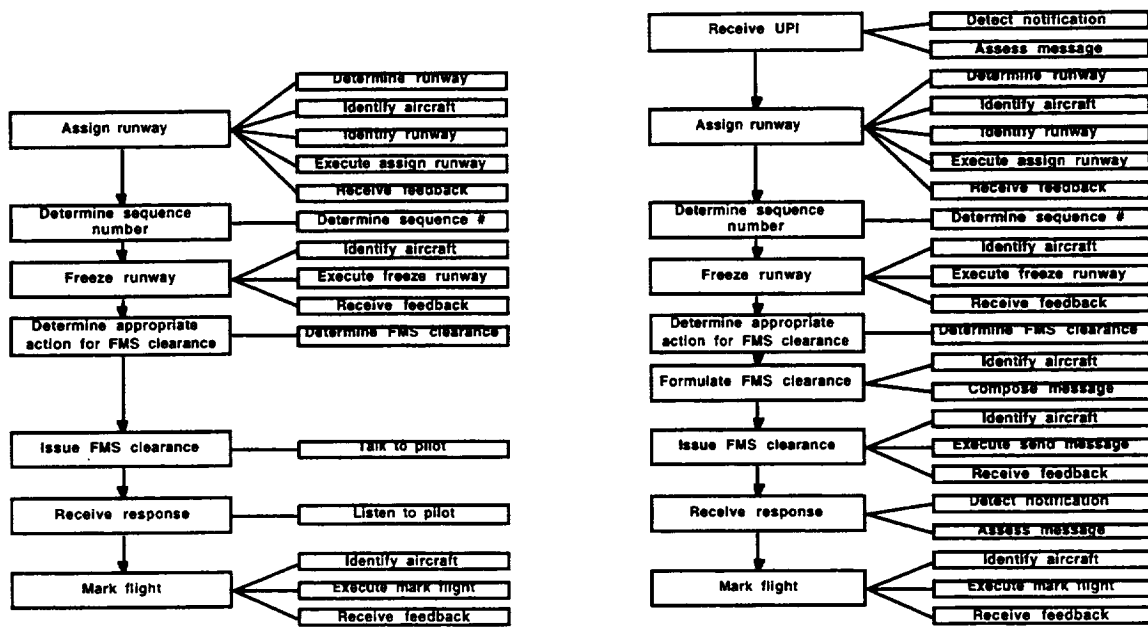 Assign runway
Determine runway
Identify aircraft
Identify runway
Execute assign runway
Receive feedback
Determine sequence
number
Determine sequence #
Freeze runway
Identify aircraft
Execute freeze runway
Receive feedback
Determine appropriate
action for FMS clearance
Determine FMS clearance
Issue FMS clearance
Talk to pilot
Receive response
Listen to pilot
Mark flight
Identify aircraft
Execute mark flight
Receive feedback
Receive UPI
Detect notification
Assess message
Assign runway
Determine runway
Identify aircraft
Identify runway
Execute assign runway
Receive feedback
Determine sequence
number
Determine sequence #
Freeze runway
Identify aircraft
Execute freeze runway
Receive feedback
Determine appropriate
action for FMS clearance
Determine FMS clearance
Formulate FMS clearance
Identify aircraft
Compose message
Issue FMS clearance
Identify aircraft
Execute send message
Receive feedback
Receive response
Detect notification
Assess message
Mark flight
Identify aircraft
Execute mark flight
Receive feedback